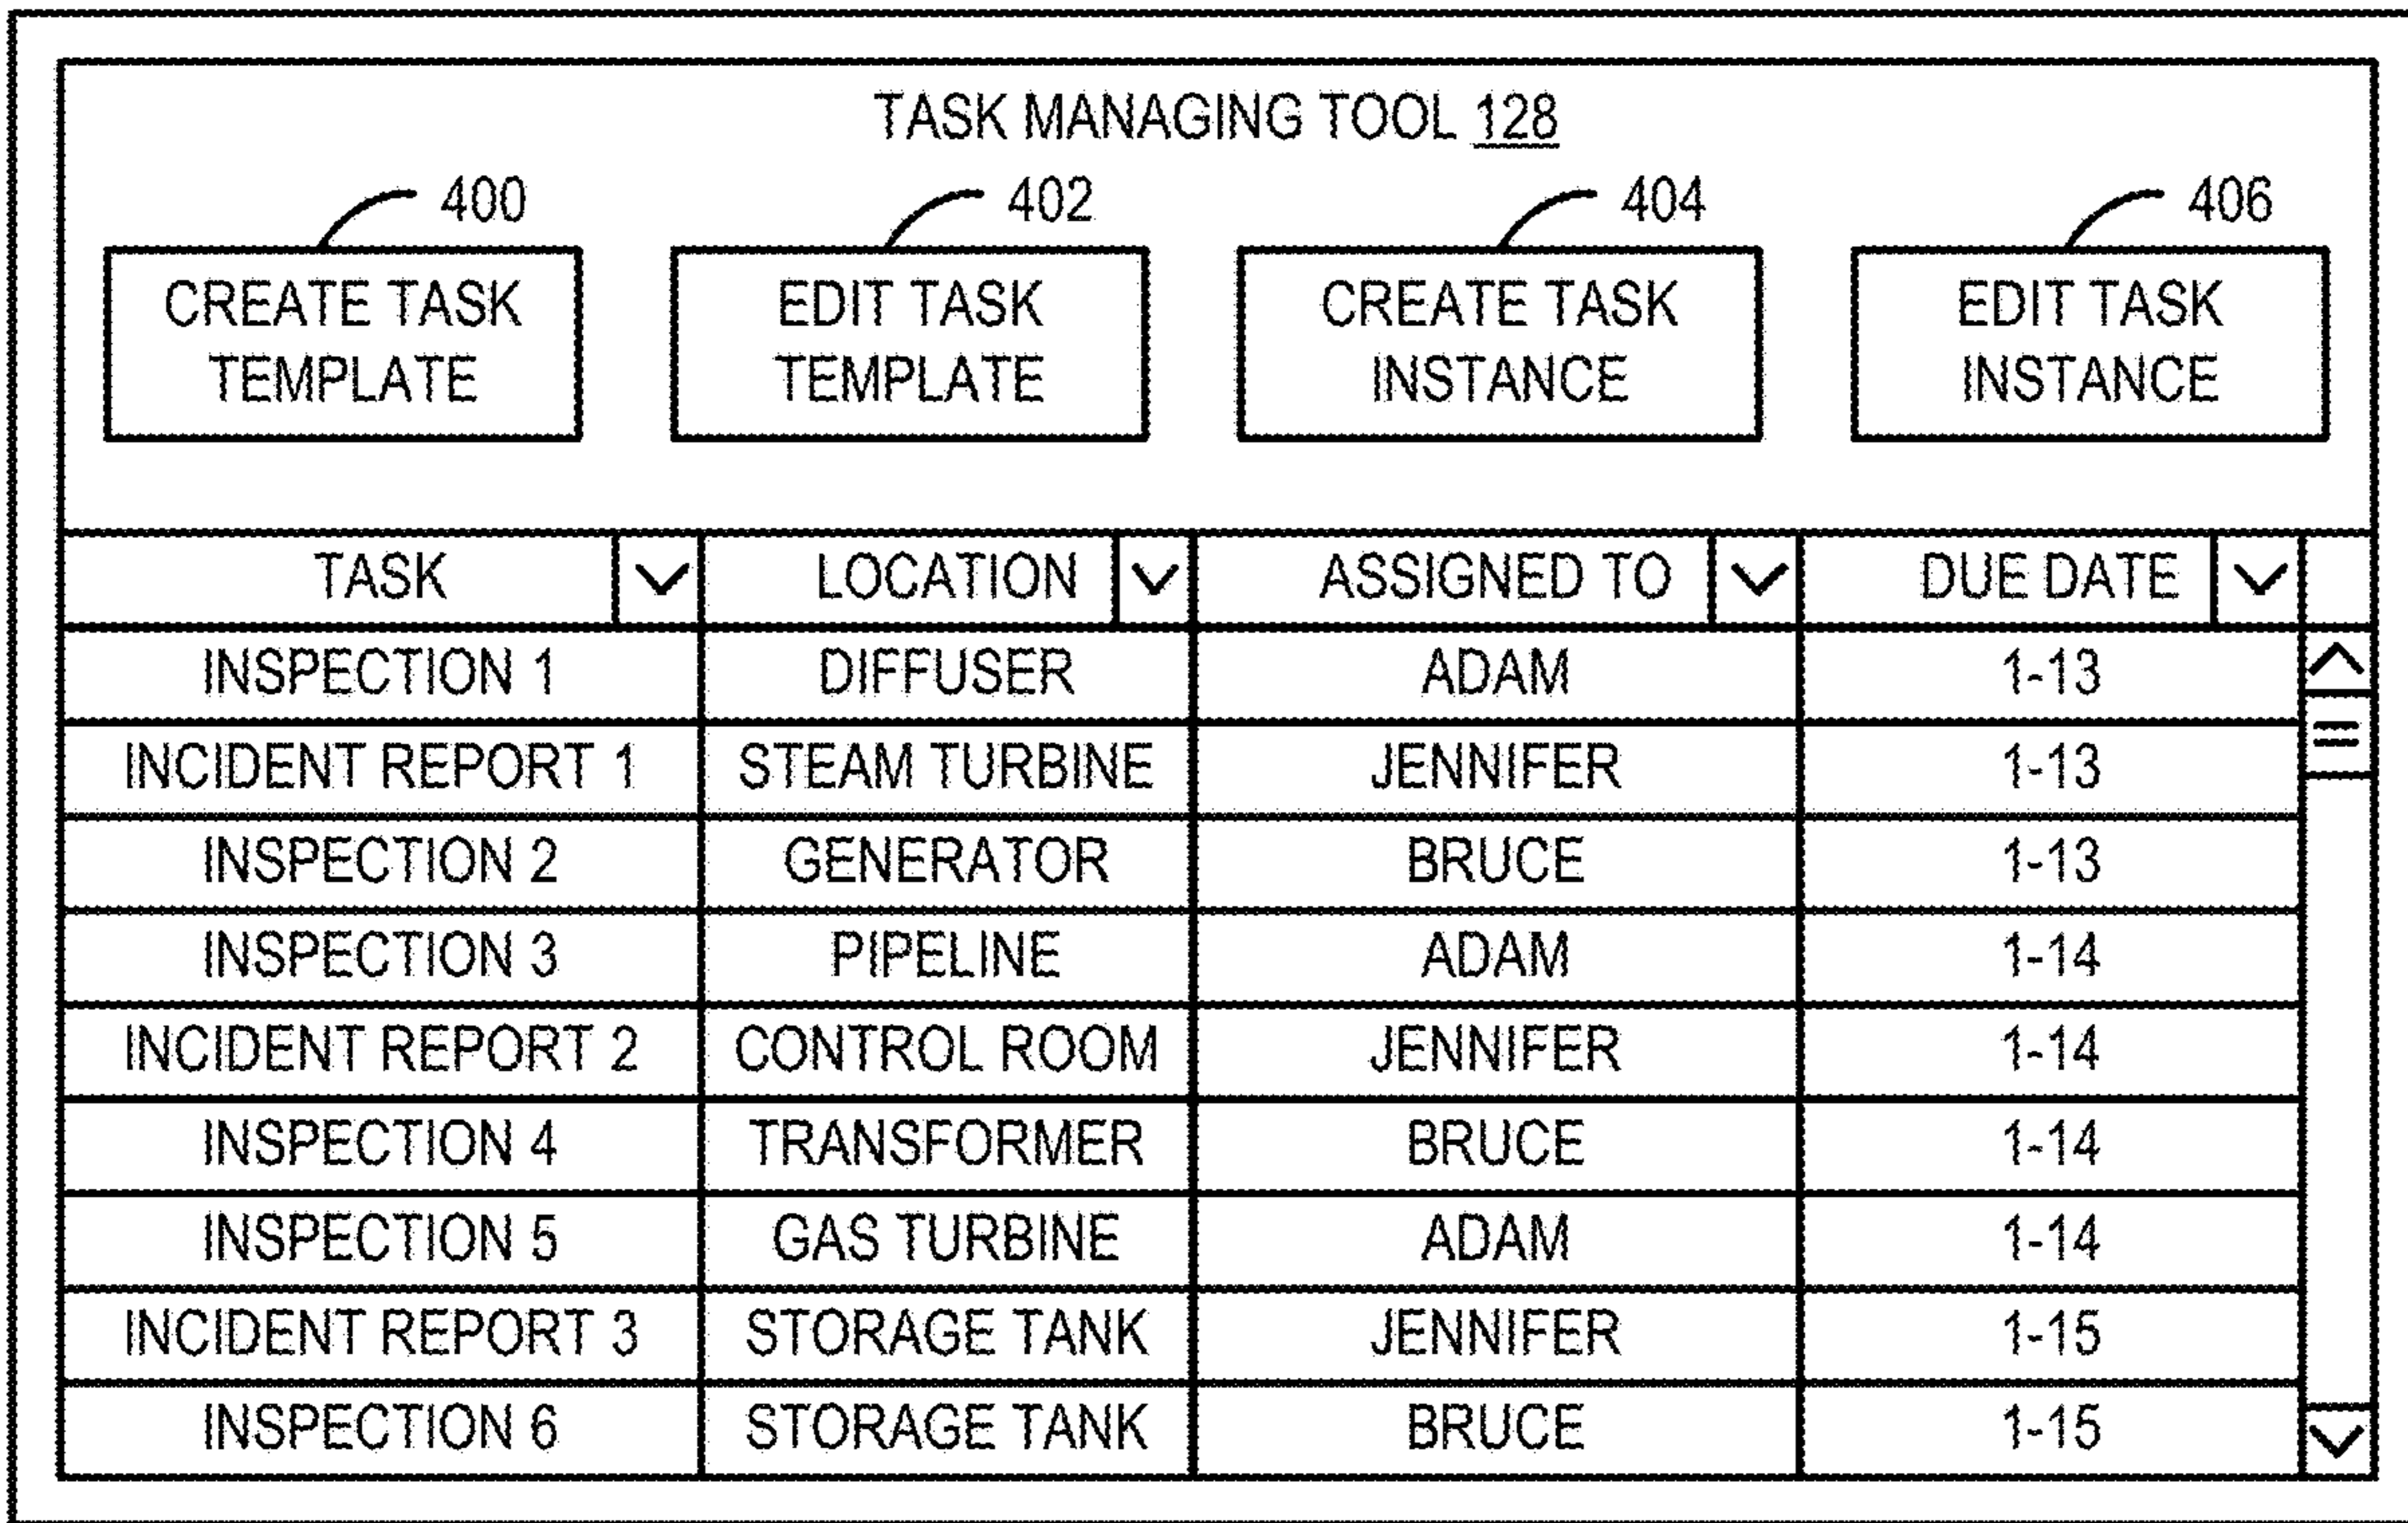 TASK MANAGING TOOL 128
400 402 404 406
CREATE TASK EDIT TASK CREATE TASK EDIT TASK
TEMPLATE TEMPLATE INSTANCE INSTANCE
TASK LOCATION ASSIGNED TO DUE DATE
INSPECTION 1 DIFFUSER ADAM 1-13
INCIDENT REPORT 1 STEAM TURBINE JENNIFER 1-13
INSPECTION 2 GENERATOR BRUCE 1-13
INSPECTION 3 PIPELINE ADAM 1-14
INCIDENT REPORT 2 CONTROL ROOM JENNIFER 1-14
INSPECTION 4 TRANSFORMER BRUCE 1-14
INSPECTION 5 GAS TURBINE ADAM 1-14
INCIDENT REPORT 3 STORAGE TANK JENNIFER 1-15
INSPECTION 6 STORAGE TANK BRUCE 1-15